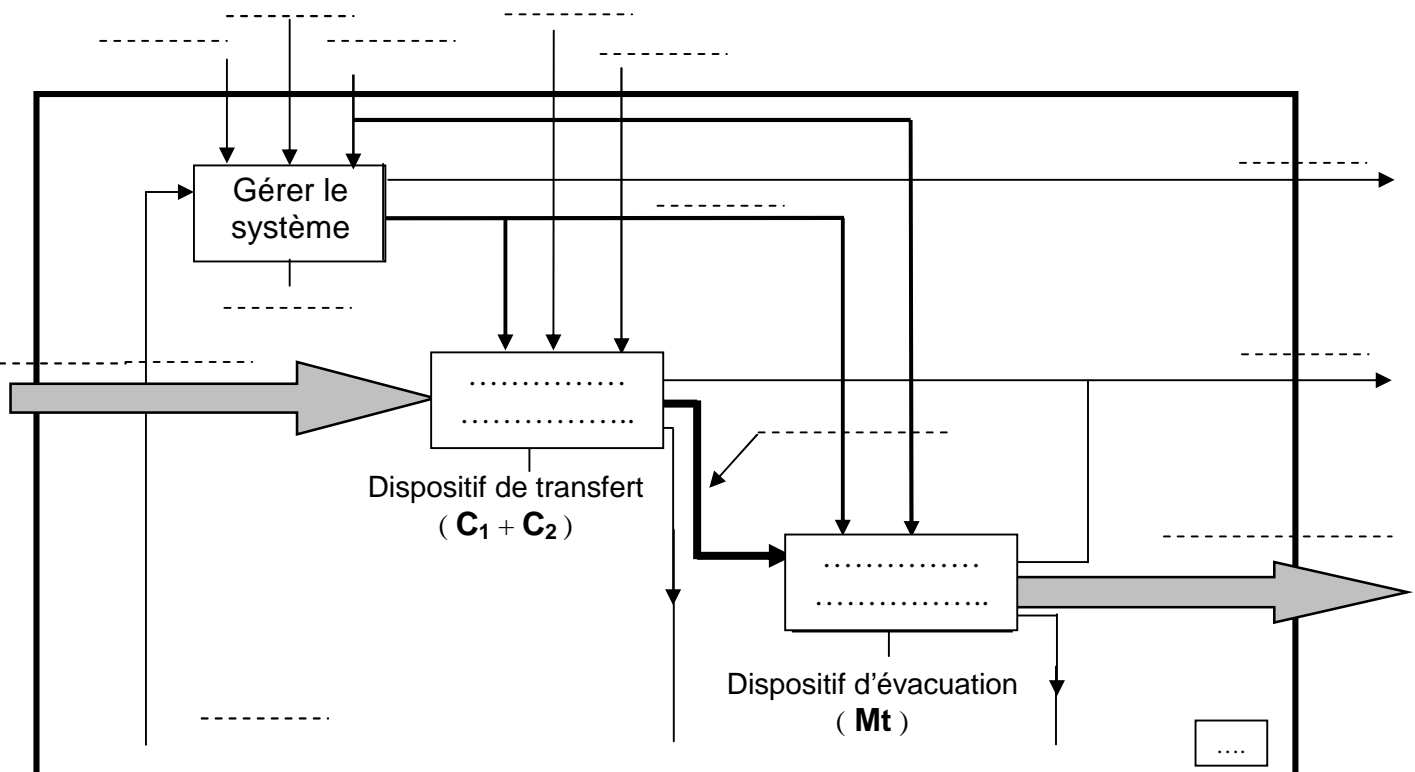 Gérer le
système
...............
.................
Dispositif de transfert
( C₁ + C₂ )
...............
.................
Dispositif d'évacuation
( Mt )
....